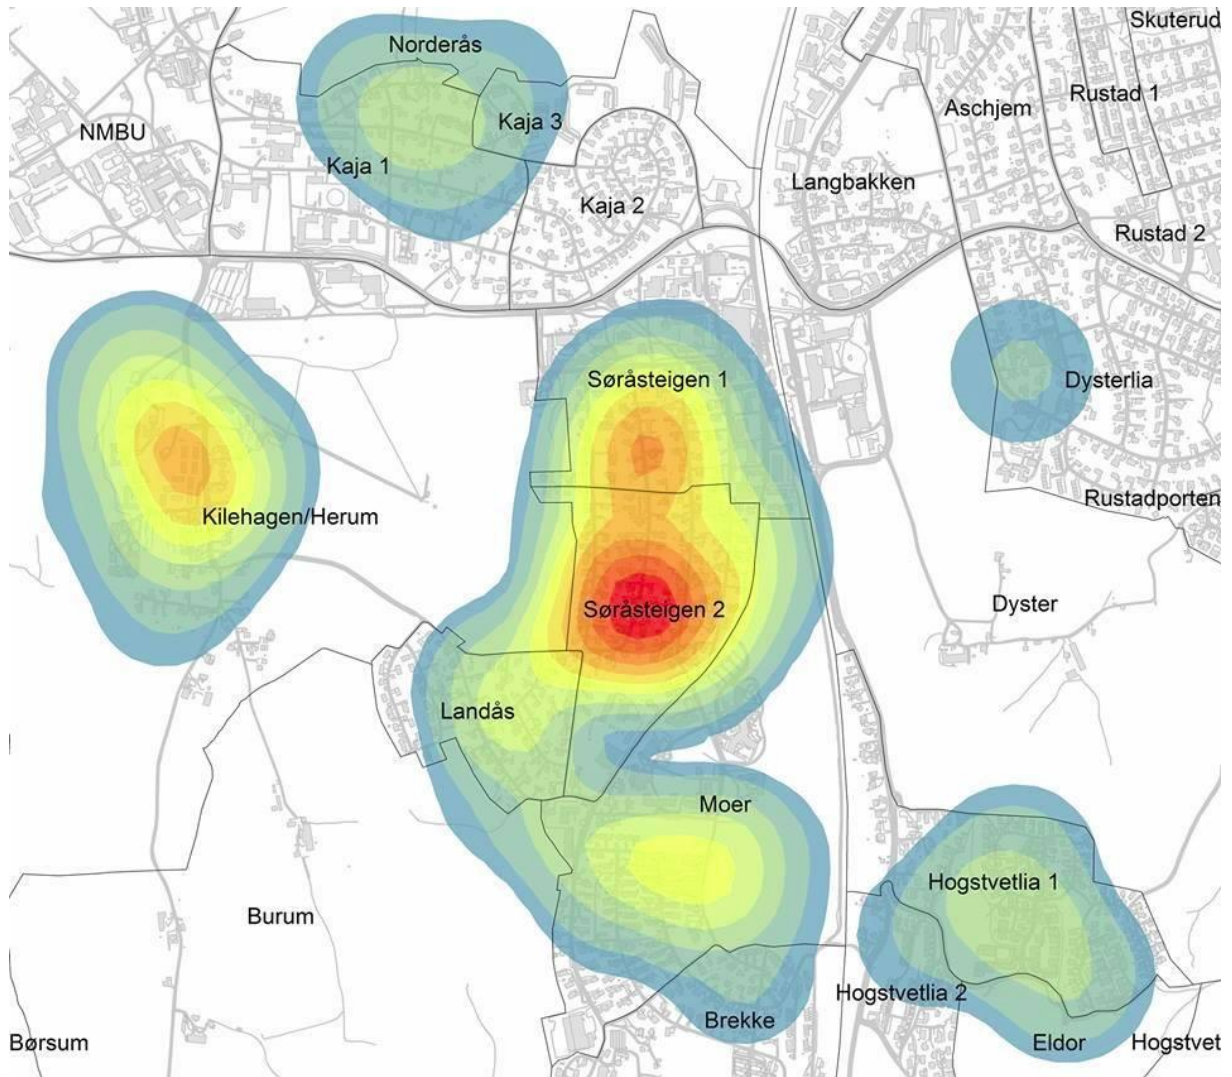 Skuterud
Norderås
Rustad 1
Aschjem
Kaja 3
NMBU
Kaja 1
Langbakken
Kaja 2
Rustad 2
Søråsteigen 1
Dysterlia
Rustadporten
Kilehagen/Herum
Dyster
Søråsteigen 2
Landås
Moer
Hogstvetlia 1
Burum
Hogstvetlia 2
Brekke
Børsum
Eldor
Hogstvet